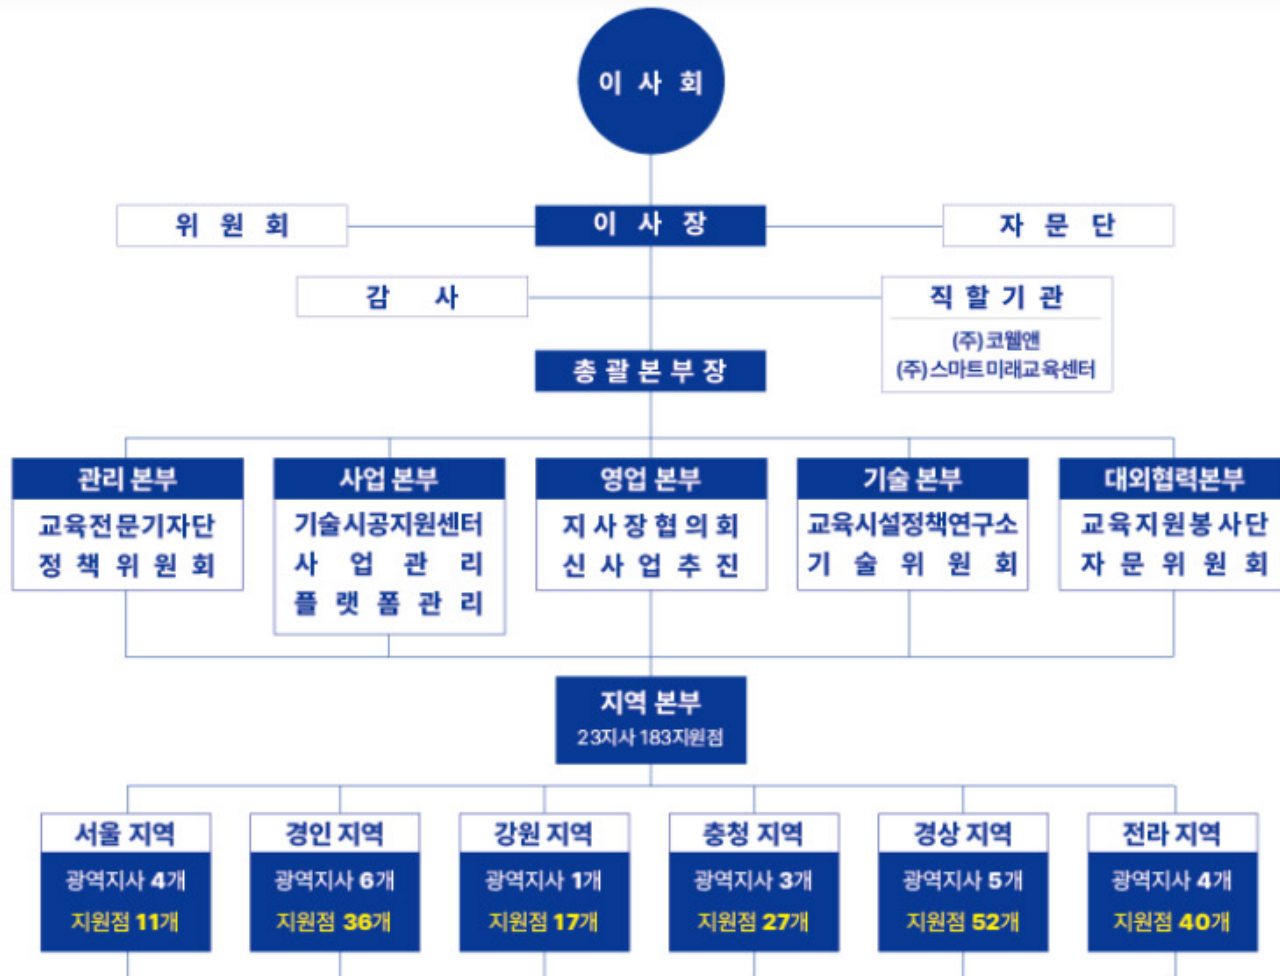 이 사 회
위 원 회
이 사 장
자 문 단
감 사
직 할 기 관
(주)코웰앤
(주)스마트미래교육센터
총 괄 본 부 장
관리 본부
교육전문기자단
정 책 위 원 회
사업 본부
기술시공지원센터
사 업 관 리
플 랫 폼 관 리
영업 본부
지 사 장 협 의 회
신 사 업 추 진
기술 본부
교육시설정책연구소
기 술 위 원 회
대외협력본부
교육지원봉사단
자 문 위 원 회
지역 본부
23지사 183지원점
서울 지역
광역지사 4개
지원점 11개
경인 지역
광역지사 6개
지원점 36개
강원 지역
광역지사 1개
지원점 17개
충청 지역
광역지사 3개
지원점 27개
경상 지역
광역지사 5개
지원점 52개
전라 지역
광역지사 4개
지원점 40개